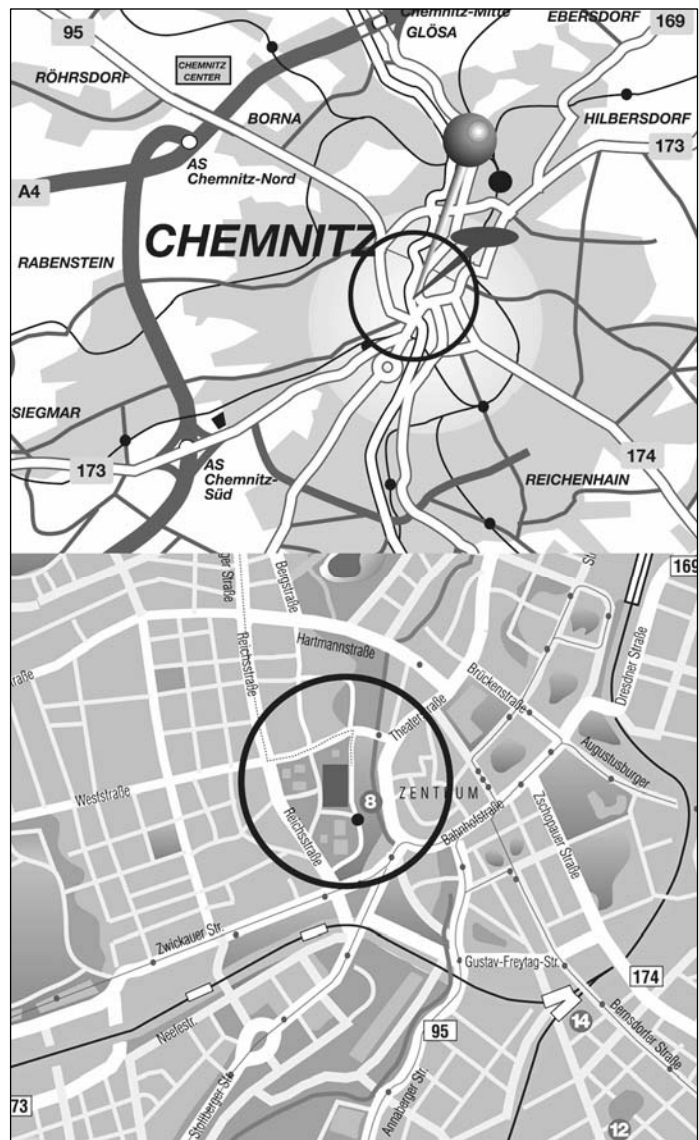 Chemnitz-Mitte
95
GLÖSA
EBERSDORF
169
RÖHRSDORF
CHEMNITZ
CENTER
BORNA
HILBERSDORF
173
AS
Chemnitz-Nord
A4
CHEMNITZ
RABENSTEIN
SIEGMAR
173
AS
Chemnitz-
Süd
174
REICHENHAIN
169
ger Straße
Bergstraße
Reichsstraße
Hartmannstraße
Brückenstraße
Dresdner Straße
raße
Theaterstraße
Augustusburger
Weststraße
8
ZENTRUM
Reichsstraße
Bahnhofstraße
Zschopauer Straße
Zwickauer Str.
Gustav-Freytag-Str.
174
Neefestr.
95
14
Bernsdorfer Straße
Stollberger Str.
Annaberger Str.
73
12